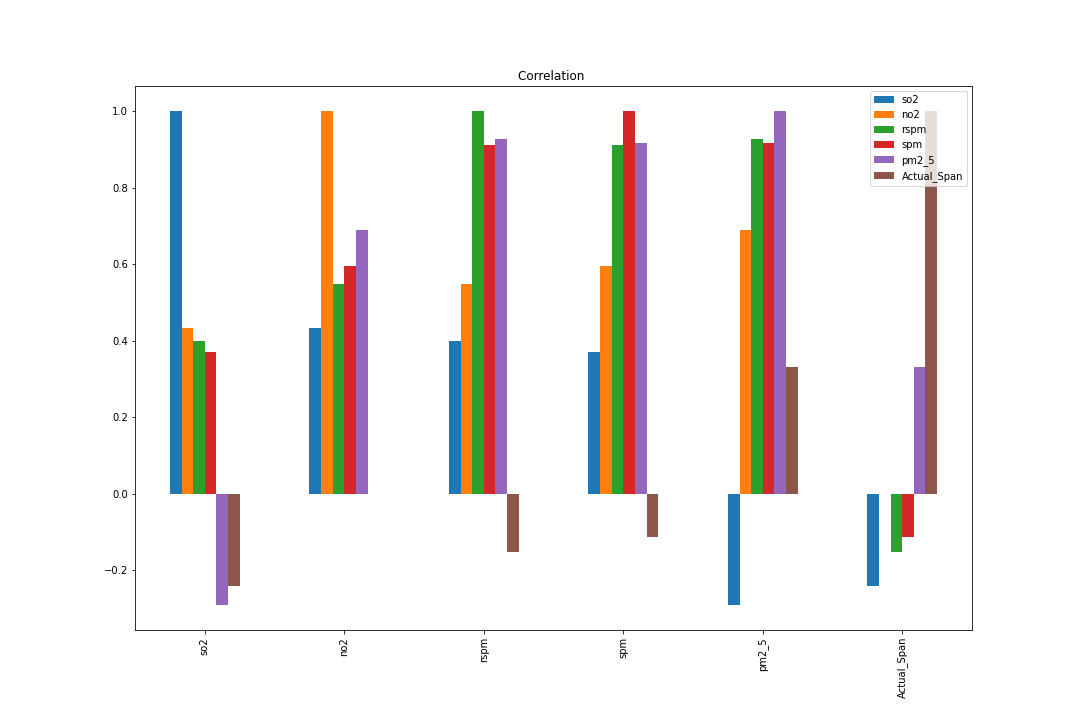 Correlation
1.0
0.8
0.6
0.4
0.2
0.0
−0.2
so2
no2
rspm
spm
pm2_5
Actual_Span
so2
no2
rspm
spm
pm2_5
Actual_Span